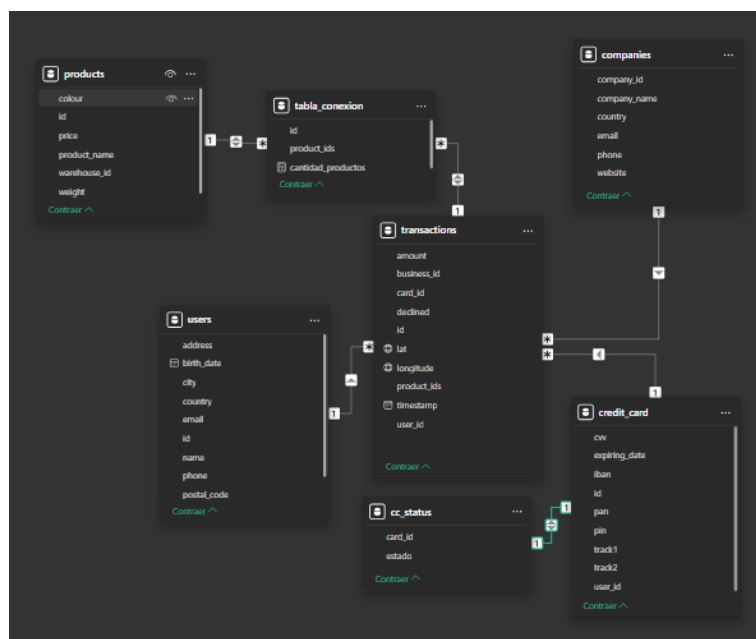 products
colour
id
price
product_name
warehouse_id
weight
Contraer
1
*
tabla_conexion
id
product_ids
cantidad_productos
Contraer
*
1
companies
company_id
company_name
country
email
phone
website
Contraer
1
*
transactions
amount
business_id
card_id
declined
id
lat
longitude
product_ids
timestamp
user_id
Contraer
users
address
birth_date
city
country
email
id
name
phone
postal_code
Contraer
1
*
*
1
credit_card
cvv
expiring_date
iban
id
pan
pin
track1
track2
user_id
Contraer
cc_status
card_id
estado
Contraer
1
1